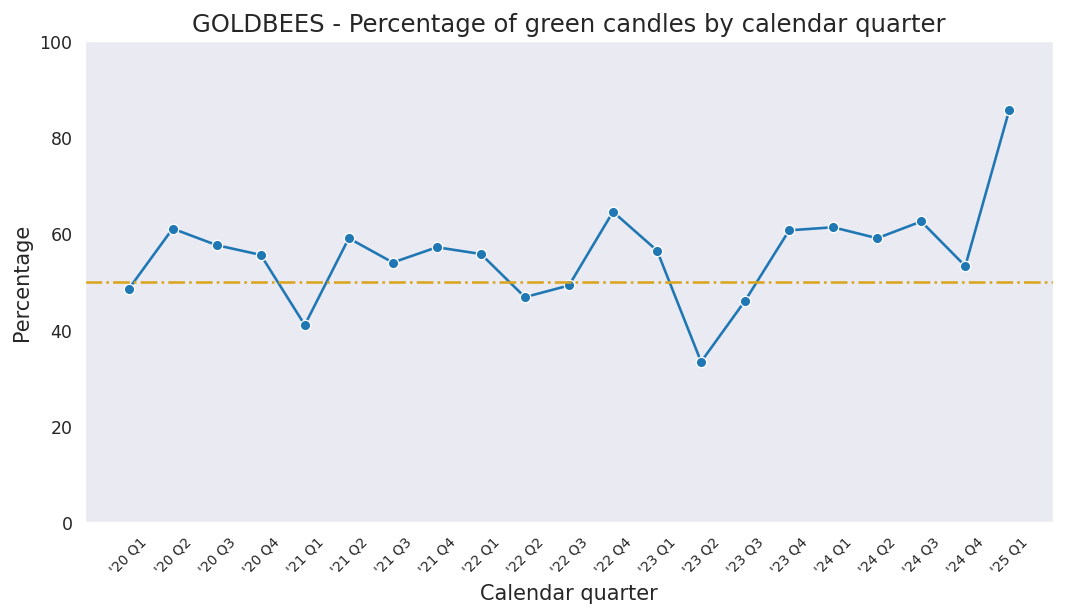 GOLDBEES - Percentage of green candles by calendar quarter
100
80
60
40
20
0
Percentage
'20 Q1
'20 Q2
'20 Q3
'20 Q4
'21 Q1
'21 Q2
'21 Q3
'21 Q4
'22 Q1
'22 Q2
'22 Q3
'22 Q4
'23 Q1
'23 Q2
'23 Q3
'23 Q4
'24 Q1
'24 Q2
'24 Q3
'24 Q4
'25 Q1
Calendar quarter